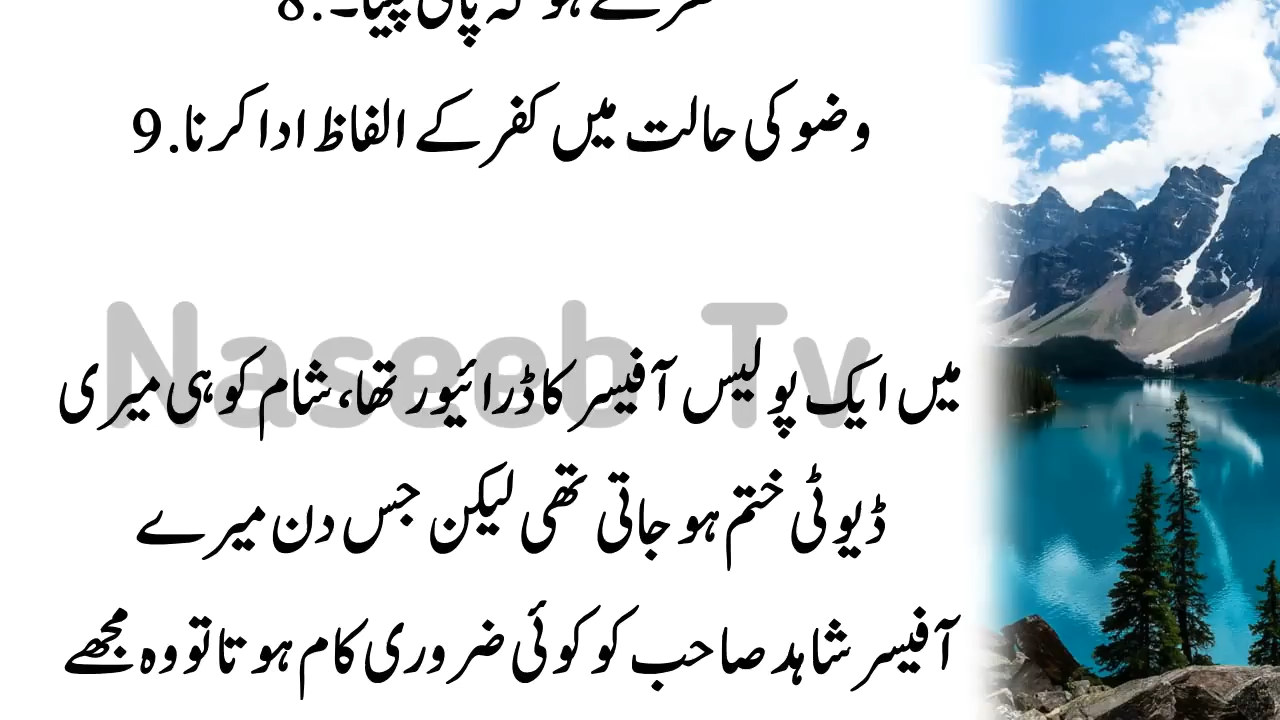 ہو کہ پانی پینا۔.8
وضو کی حالت میں کفر کے الفاظ ادا کرنا.9
Naseeb Tv
میں ایک پولیس آفیسر کا ڈرائیور تھا، شام کو ہی میری
ڈیوٹی ختم ہو جاتی تھی لیکن جس دن میرے
آفیسر شاہد صاحب کو کوئی ضروری کام ہوتا تو وہ مجھے